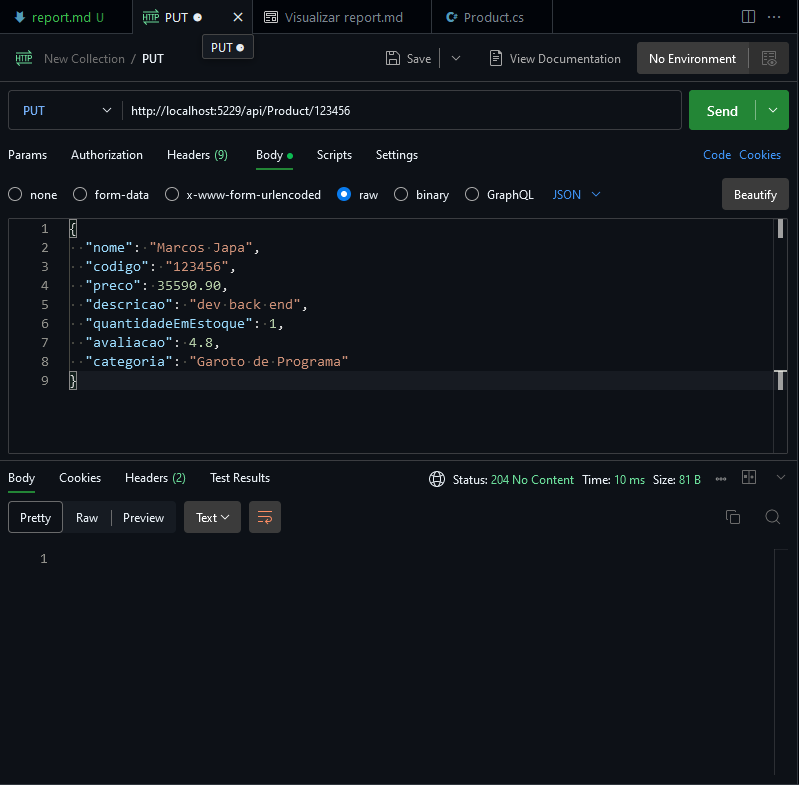 report.md U
HTTP PUT
Visualizar report.md
C# Product.cs
PUT
HTTP New Collection / PUT
Save
View Documentation
No Environment
PUT
http://localhost:5229/api/Product/123456
Send
Params Authorization Headers (9) Body Scripts Settings Code Cookies
none form-data x-www-form-urlencoded raw binary GraphQL JSON Beautify
1 {
2 "nome": "Marcos Japa",
3 "codigo": "123456",
4 "preco": 35590.90,
5 "descricao": "dev back end",
6 "quantidadeEmEstoque": 1,
7 "avaliacao": 4.8,
8 "categoria": "Garoto de Programa"
9 }
Body Cookies Headers (2) Test Results Status: 204 No Content Time: 10 ms Size: 81 B
Pretty Raw Preview Text
1